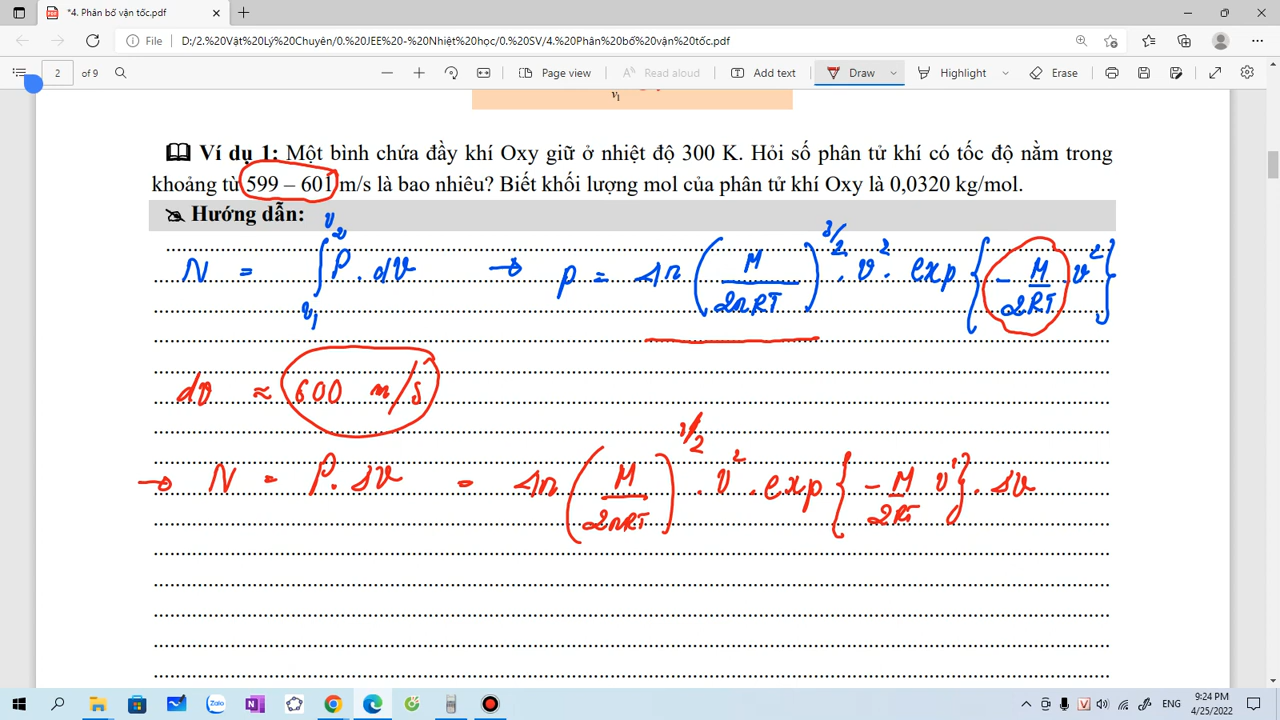 *4. Phân bố vận tốc.pdf
File D:/2.%20Vật%20Lý%20Chuyên/0.%20JEE%20-%20Nhiệt%20học/0.%20SV/4.%20Phân%20bố%20vận%20tốc.pdf
2 of 9 Page view Read aloud Add text Draw Highlight Erase
v₁
Ví dụ 1: Một bình chứa đầy khí Oxy giữ ở nhiệt độ 300 K. Hỏi số phân tử khí có tốc độ nằm trong
khoảng từ 599 – 601 m/s là bao nhiêu? Biết khối lượng mol của phân tử khí Oxy là 0,0320 kg/mol.
Hướng dẫn:
N = ∫_{v₁}^{v₂} P . dv → P = 4π (M / 2πRT)^{3/2} . v² . exp { - M / 2RT v² }
dv ≈ 600 m/s
→ N = P . Δv = 4π (M / 2πRT)^{3/2} . v² . exp { - M / 2RT v² } . Δv
Zalo ENG 9:24 PM
4/25/2022